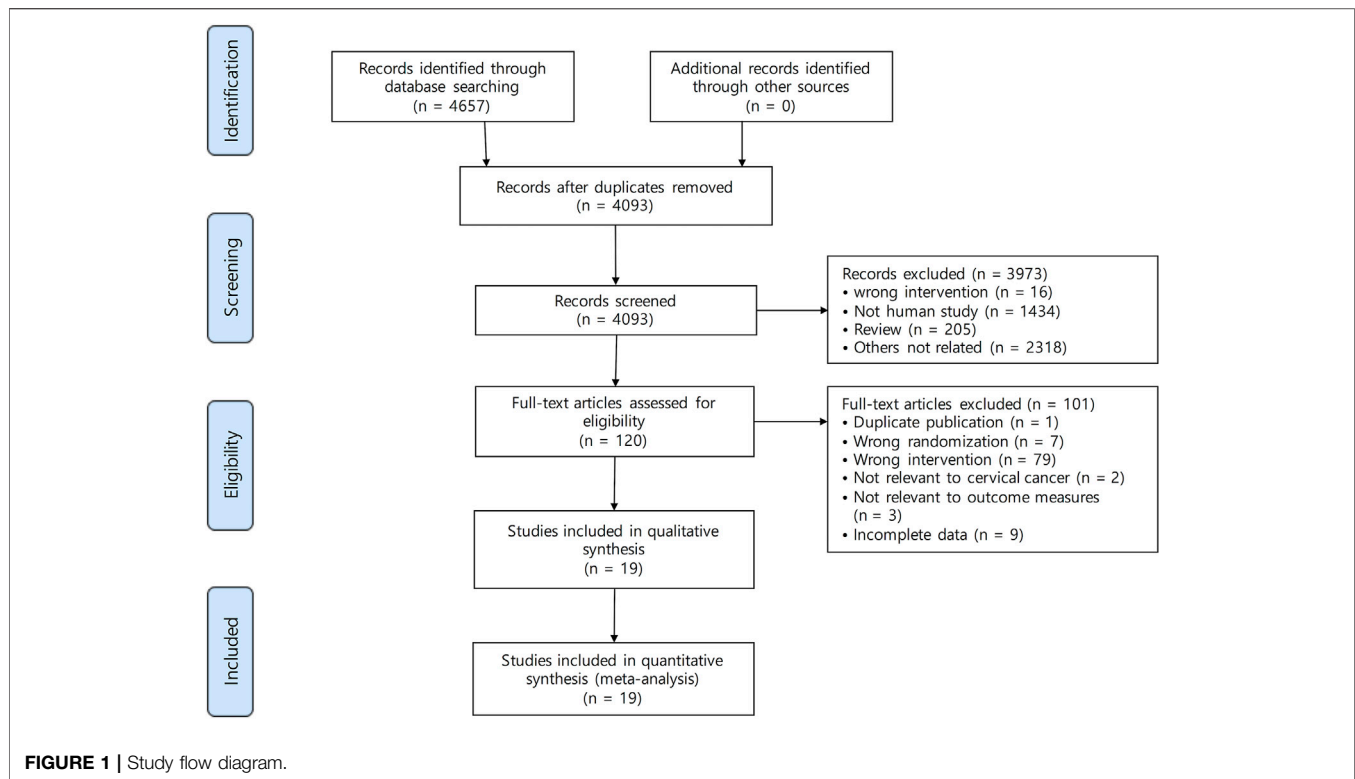 Identification
Records identified through
database searching
(n = 4657)
Additional records identified
through other sources
(n = 0)
Records after duplicates removed
(n = 4093)
Screening
Records screened
(n = 4093)
Records excluded (n = 3973)
• wrong intervention (n = 16)
• Not human study (n = 1434)
• Review (n = 205)
• Others not related (n = 2318)
Eligibility
Full-text articles assessed for
eligibility
(n = 120)
Full-text articles excluded (n = 101)
• Duplicate publication (n = 1)
• Wrong randomization (n = 7)
• Wrong intervention (n = 79)
• Not relevant to cervical cancer (n = 2)
• Not relevant to outcome measures
(n = 3)
• Incomplete data (n = 9)
Studies included in qualitative
synthesis
(n = 19)
Included
Studies included in quantitative
synthesis (meta-analysis)
(n = 19)
FIGURE 1 | Study flow diagram.